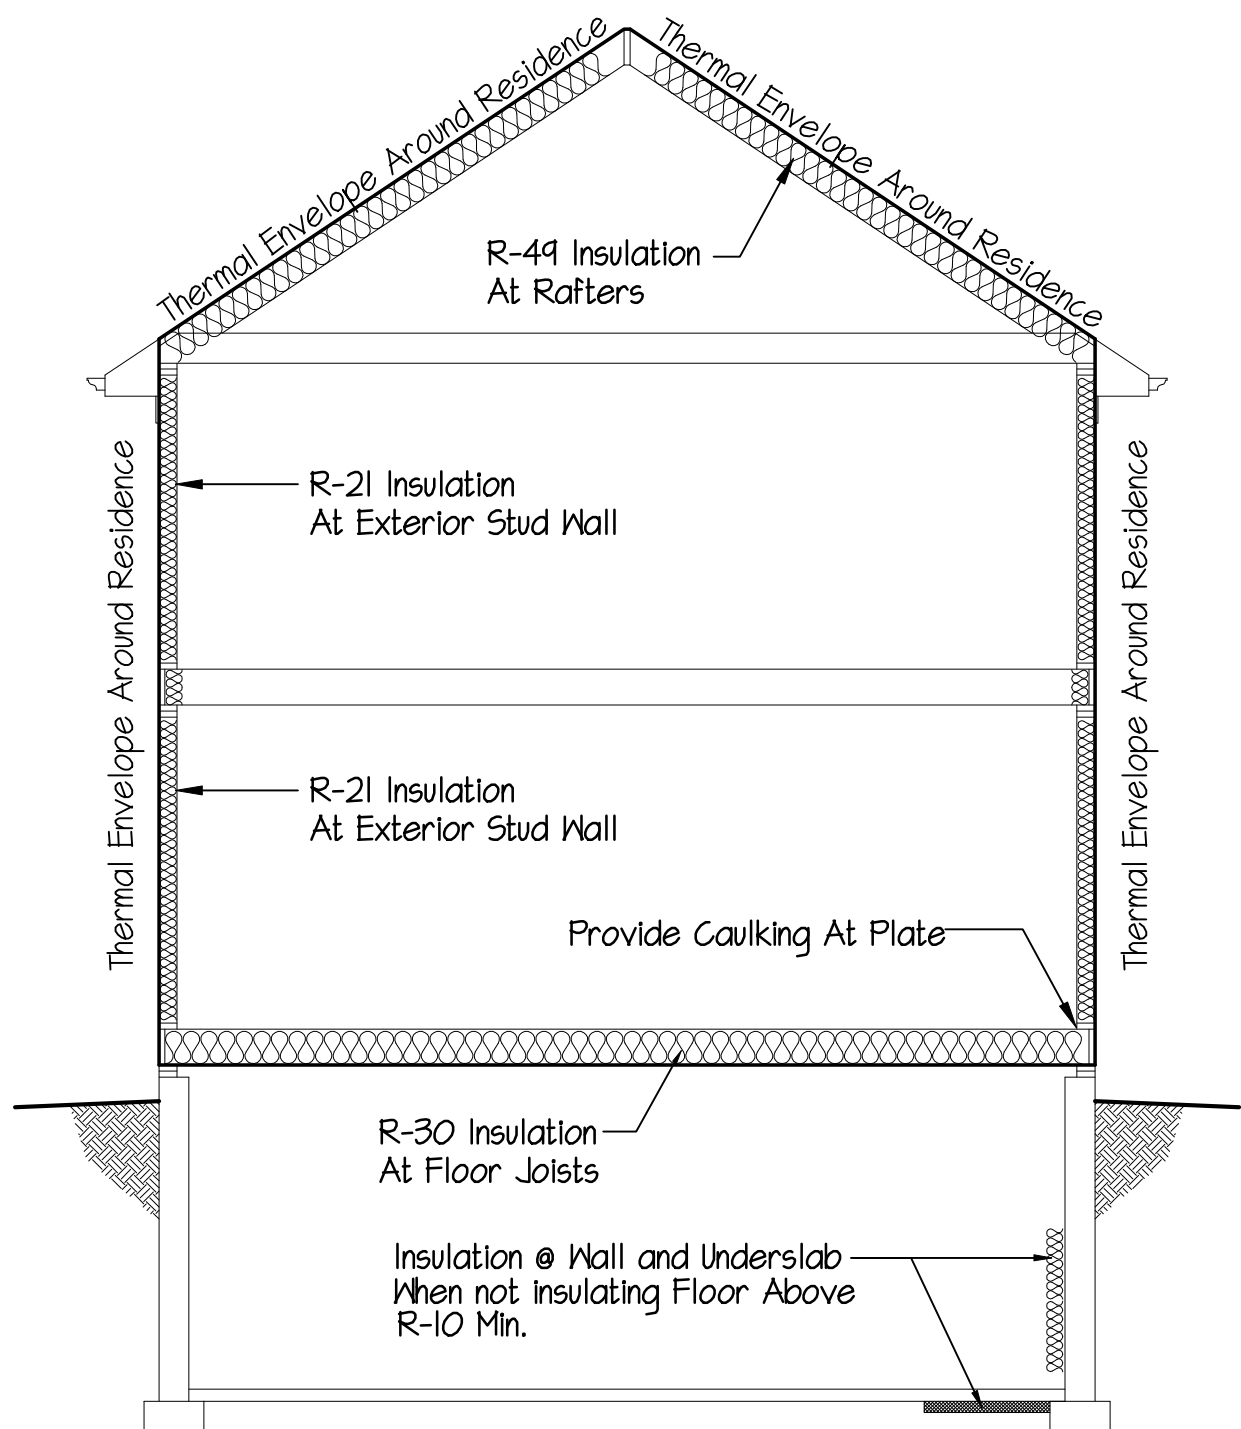 Thermal Envelope Around Residence
Thermal Envelope Around Residence
R-49 Insulation
At Rafters
Thermal Envelope Around Residence
Thermal Envelope Around Residence
R-21 Insulation
At Exterior Stud Wall
R-21 Insulation
At Exterior Stud Wall
Provide Caulking At Plate
R-30 Insulation
At Floor Joists
Insulation @ Wall and Underslab
When not insulating Floor Above
R-10 Min.